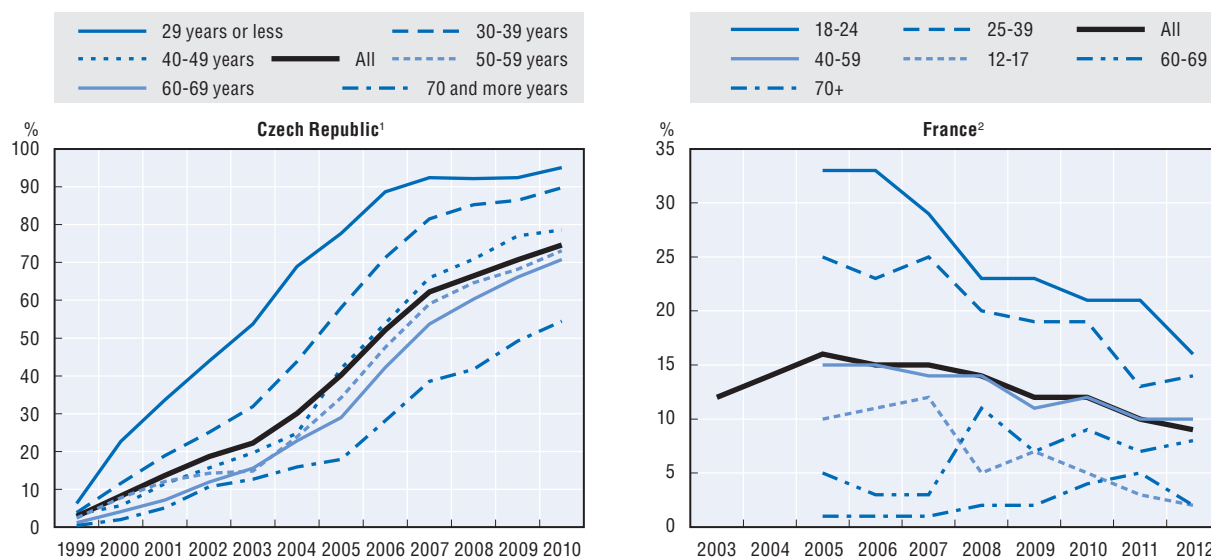 29 years or less 30-39 years
40-49 years All 50-59 years
60-69 years 70 and more years
% Czech Republic¹
100
90
80
70
60
50
40
30
20
10
0
1999 2000 2001 2002 2003 2004 2005 2006 2007 2008 2009 2010
18-24 25-39 All
40-59 12-17 60-69
70+
% France²
35
30
25
20
15
10
5
0
2003 2004 2005 2006 2007 2008 2009 2010 2011 2012